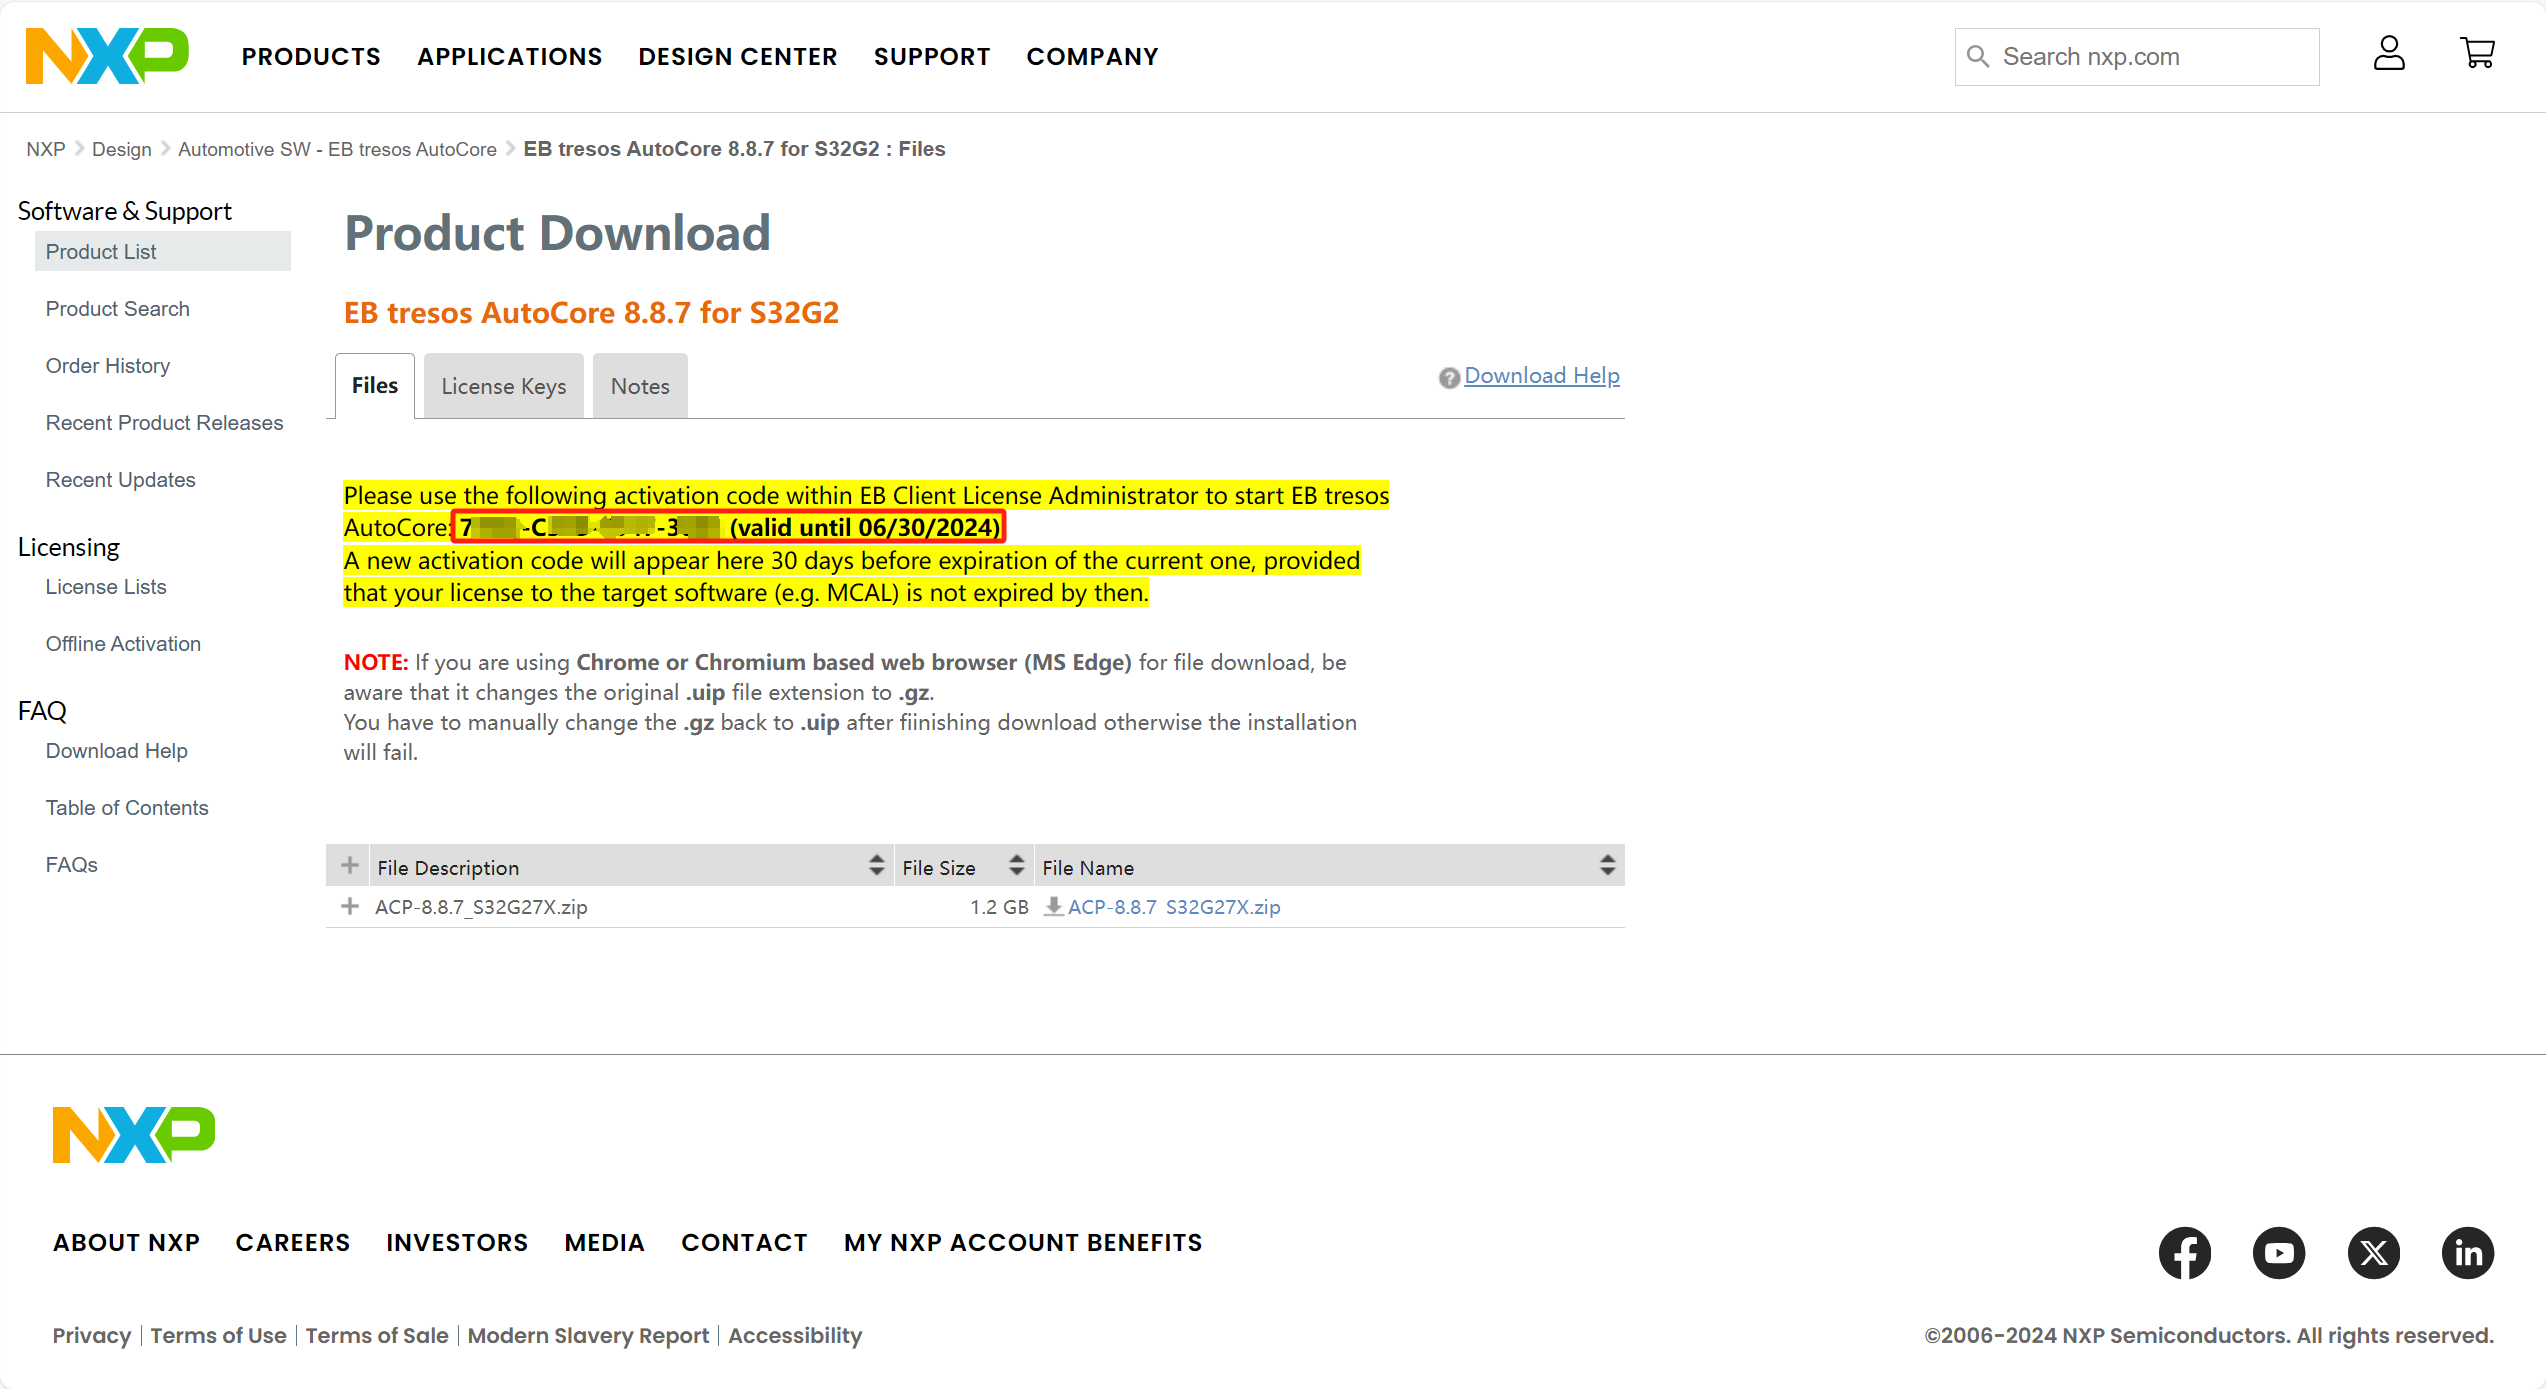 NXP
PRODUCTS APPLICATIONS DESIGN CENTER SUPPORT COMPANY
Search nxp.com
NXP Design Automotive SW - EB tresos AutoCore EB tresos AutoCore 8.8.7 for S32G2 : Files
Software & Support
Product List
Product Search
Order History
Recent Product Releases
Recent Updates
Licensing
License Lists
Offline Activation
FAQ
Download Help
Table of Contents
FAQs
Product Download
EB tresos AutoCore 8.8.7 for S32G2
Files License Keys Notes
? Download Help
Please use the following activation code within EB Client License Administrator to start EB tresos
AutoCore: (valid until 06/30/2024)
A new activation code will appear here 30 days before expiration of the current one, provided
that your license to the target software (e.g. MCAL) is not expired by then.
NOTE: If you are using Chrome or Chromium based web browser (MS Edge) for file download, be
aware that it changes the original .uip file extension to .gz.
You have to manually change the .gz back to .uip after fiinishing download otherwise the installation
will fail.
+ File Description File Size File Name
+ ACP-8.8.7_S32G27X.zip 1.2 GB ACP-8.8.7_S32G27X.zip
NXP
ABOUT NXP CAREERS INVESTORS MEDIA CONTACT MY NXP ACCOUNT BENEFITS
Privacy | Terms of Use | Terms of Sale | Modern Slavery Report | Accessibility
©2006-2024 NXP Semiconductors. All rights reserved.